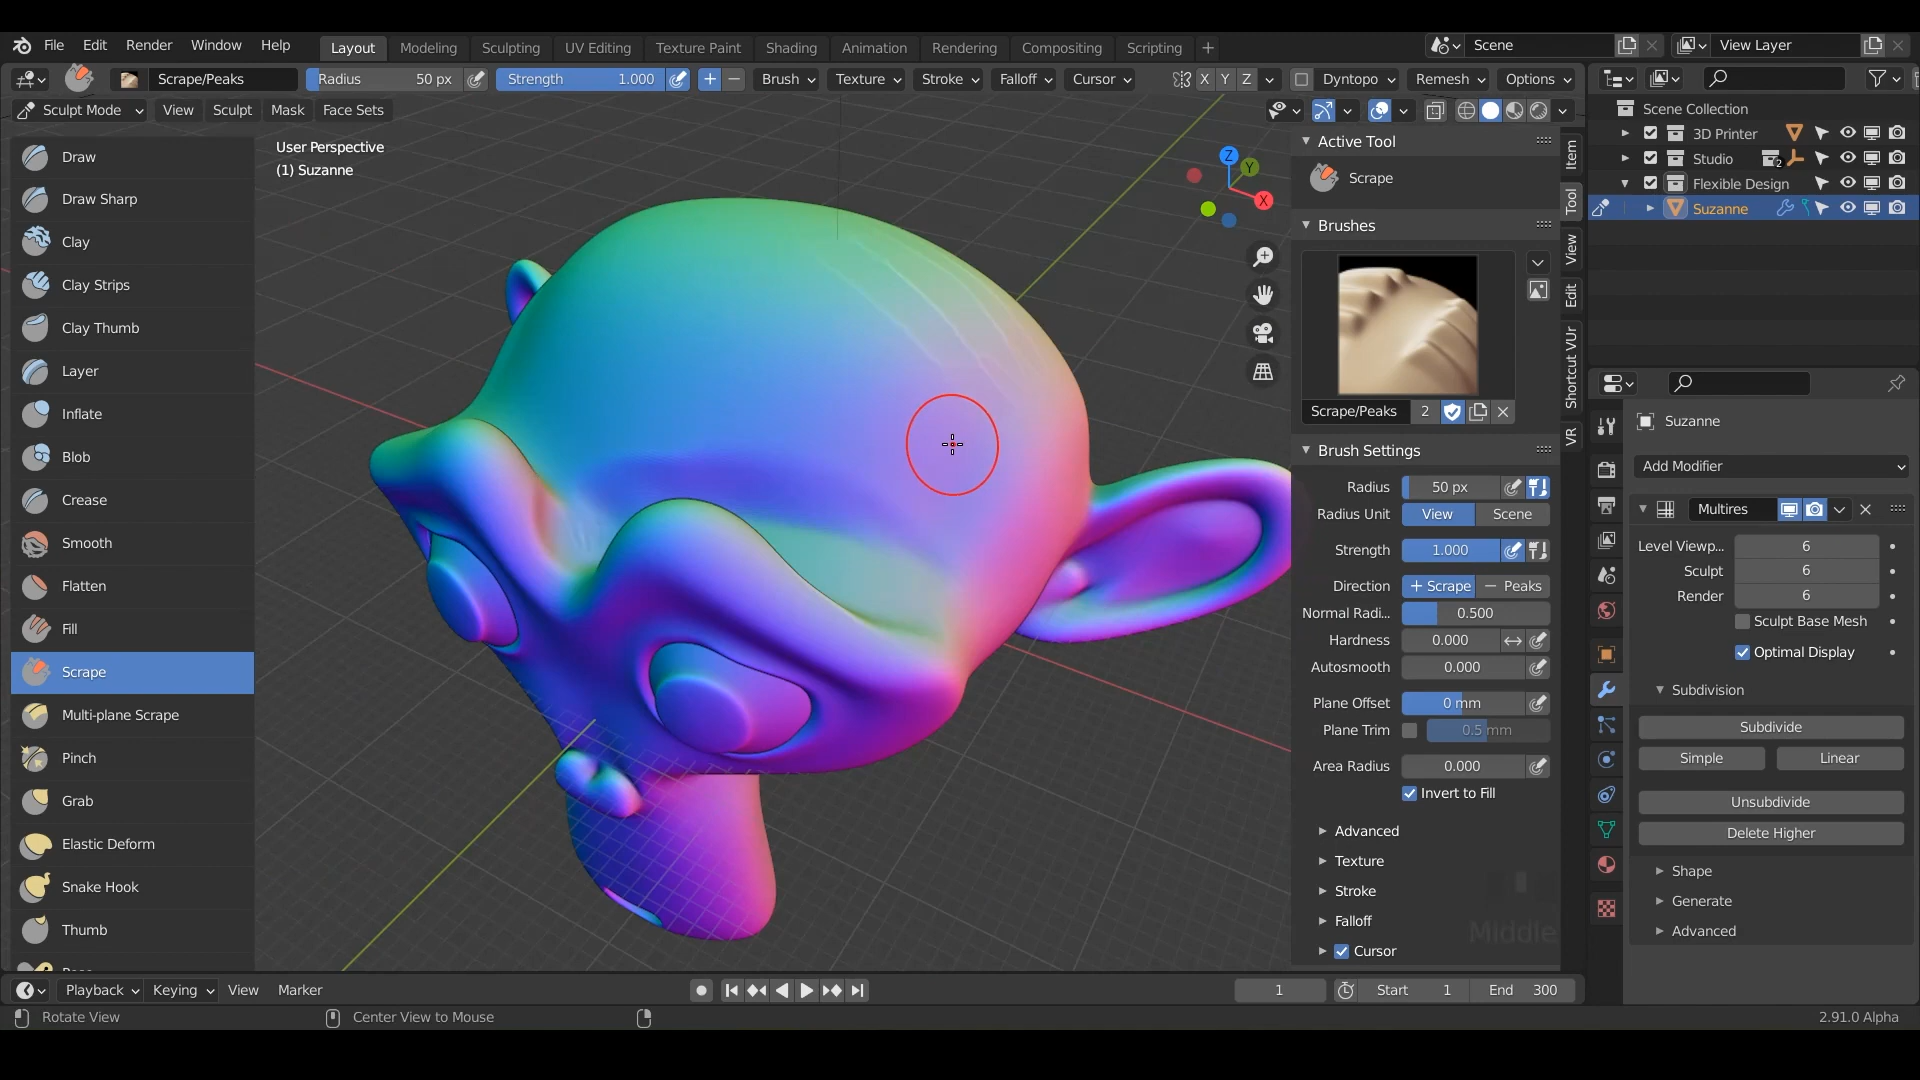 File Edit Render Window Help Layout Modeling Sculpting UV Editing Texture Paint Shading Animation Rendering Compositing Scripting + Scene View Layer
Scrape/Peaks Radius 50 px Strength 1.000 + − Brush Texture Stroke Falloff Cursor X Y Z Dyntopo Remesh Options
Sculpt Mode View Sculpt Mask Face Sets
User Perspective
(1) Suzanne
Z
Y
X
Draw
Draw Sharp
Clay
Clay Strips
Clay Thumb
Layer
Inflate
Blob
Crease
Smooth
Flatten
Fill
Scrape
Multi-plane Scrape
Pinch
Grab
Elastic Deform
Snake Hook
Thumb
Active Tool
Scrape
Brushes
Scrape/Peaks 2
Brush Settings
Radius 50 px
Radius Unit View Scene
Strength 1.000
Direction + Scrape − Peaks
Normal Radi... 0.500
Hardness 0.000
Autosmooth 0.000
Plane Offset 0 mm
Plane Trim 0.5 mm
Area Radius 0.000
Invert to Fill
Advanced
Texture
Stroke
Falloff
Cursor
Middle
Item
Tool
View
Edit
Shortcut VUr
VR
Scene Collection
3D Printer
Studio 2
Flexible Design
Suzanne
Suzanne
Add Modifier
Multires
Level Viewp... 6
Sculpt 6
Render 6
Sculpt Base Mesh
Optimal Display
Subdivision
Subdivide
Simple Linear
Unsubdivide
Delete Higher
Shape
Generate
Advanced
Playback Keying View Marker 1 Start 1 End 300
Rotate View Center View to Mouse 2.91.0 Alpha